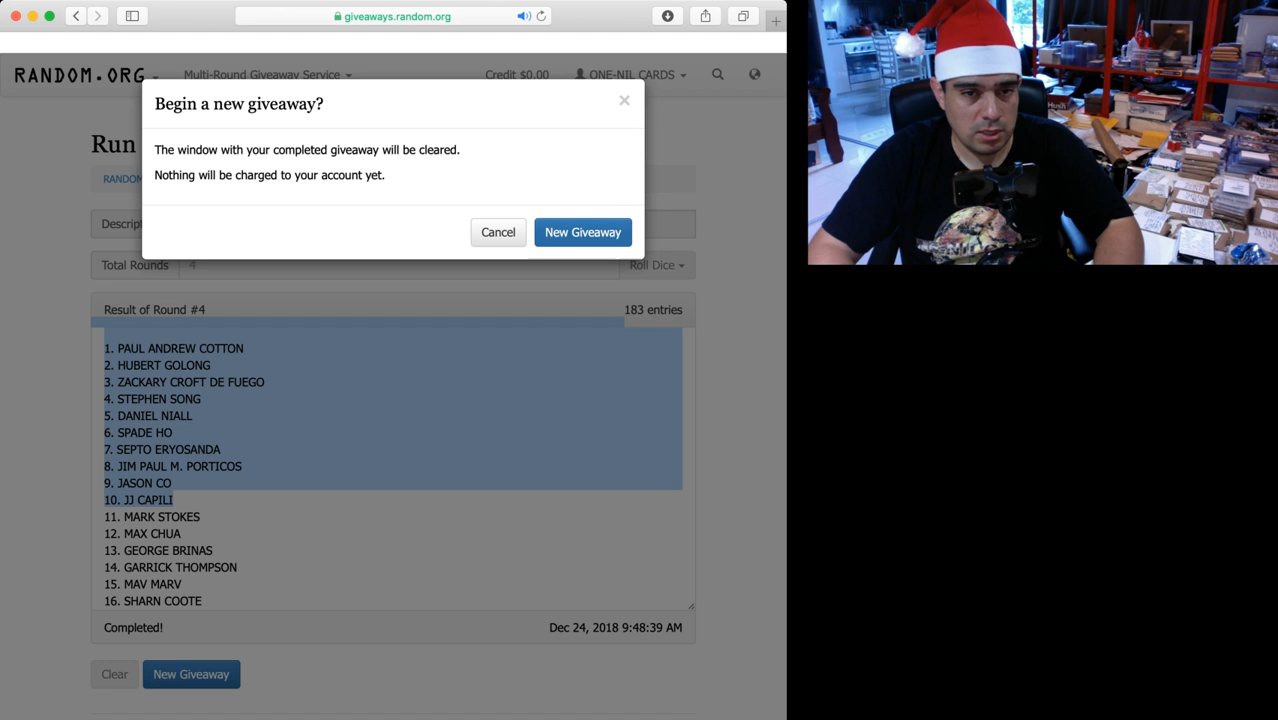 giveaways.random.org
RANDOM.ORG
Multi-Round Giveaway Service
Credit $0.00
ONE-NIL CARDS
Begin a new giveaway?
×
The window with your completed giveaway will be cleared.
Nothing will be charged to your account yet.
Cancel
New Giveaway
Run
RANDOM
Descrip
Total Rounds
4
Roll Dice
Result of Round #4
183 entries
1. PAUL ANDREW COTTON
2. HUBERT GOLONG
3. ZACKARY CROFT DE FUEGO
4. STEPHEN SONG
5. DANIEL NIALL
6. SPADE HO
7. SEPTO ERYOSANDA
8. JIM PAUL M. PORTICOS
9. JASON CO
10. JJ CAPILI
11. MARK STOKES
12. MAX CHUA
13. GEORGE BRINAS
14. GARRICK THOMPSON
15. MAV MARV
16. SHARN COOTE
Completed!
Dec 24, 2018 9:48:39 AM
Clear
New Giveaway